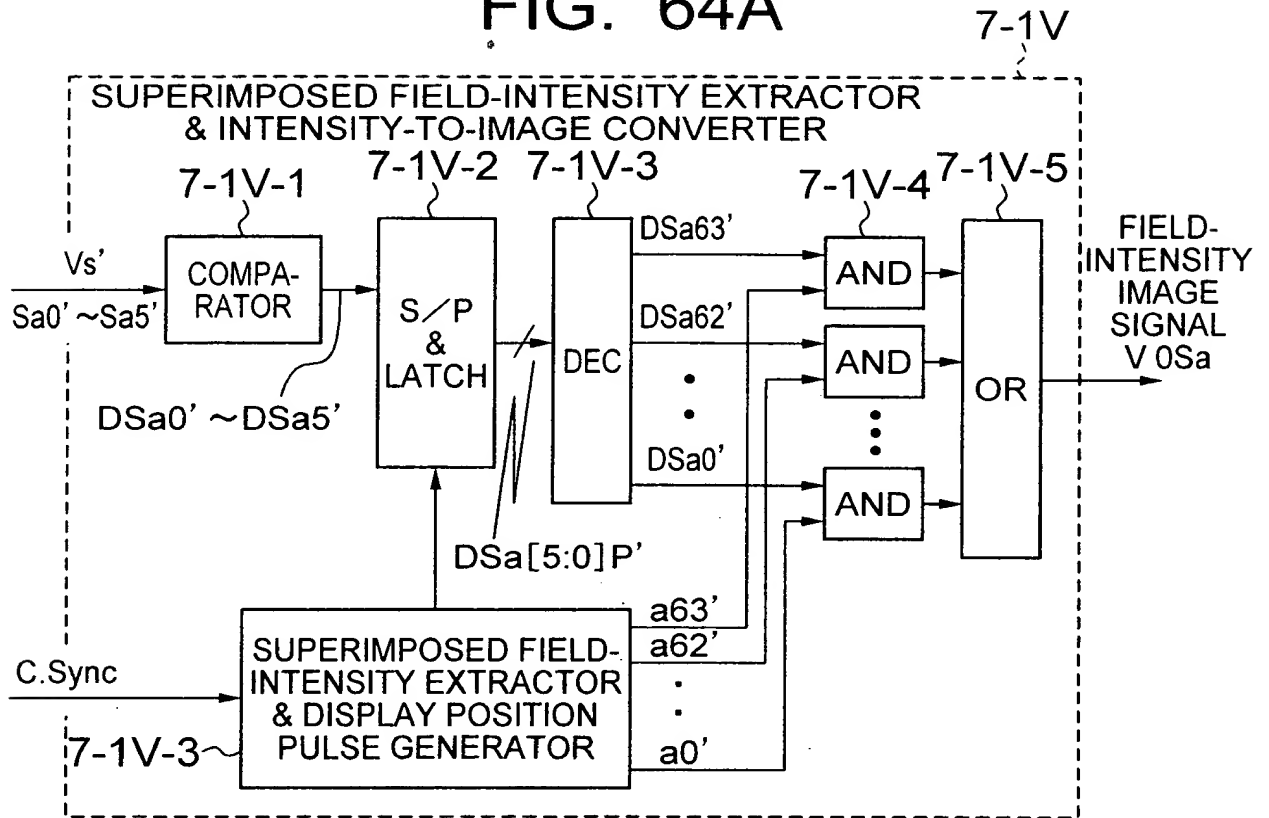 FIG. 64A
7-1V
SUPERIMPOSED FIELD-INTENSITY EXTRACTOR
& INTENSITY-TO-IMAGE CONVERTER
7-1V-1
7-1V-2
7-1V-3
7-1V-4
7-1V-5
Vs'
Sa0' ~Sa5'
COMPA-
RATOR
DSa0' ~DSa5'
S/P
&
LATCH
DSa[5:0]P'
DEC
DSa63'
DSa62'
DSa0'
AND
AND
AND
OR
FIELD-
INTENSITY
IMAGE
SIGNAL
V 0Sa
C.Sync
SUPERIMPOSED FIELD-
INTENSITY EXTRACTOR
& DISPLAY POSITION
PULSE GENERATOR
7-1V-3
a63'
a62'
a0'